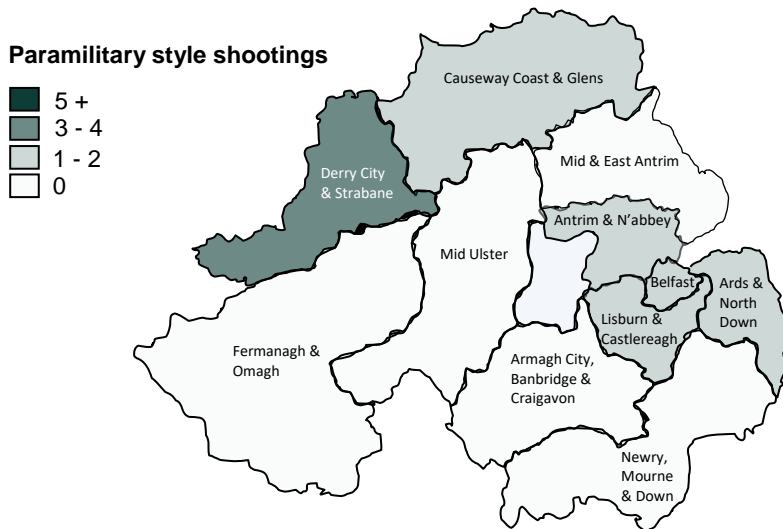 Paramilitary style shootings
5 +
3 - 4
1 - 2
0
Causeway Coast & Glens
Derry City
& Strabane
Mid & East Antrim
Antrim & N'abbey
Mid Ulster
Belfast
Ards &
North
Down
Lisburn &
Castlereagh
Fermanagh &
Omagh
Armagh City,
Banbridge &
Craigavon
Newry,
Mourne
& Down